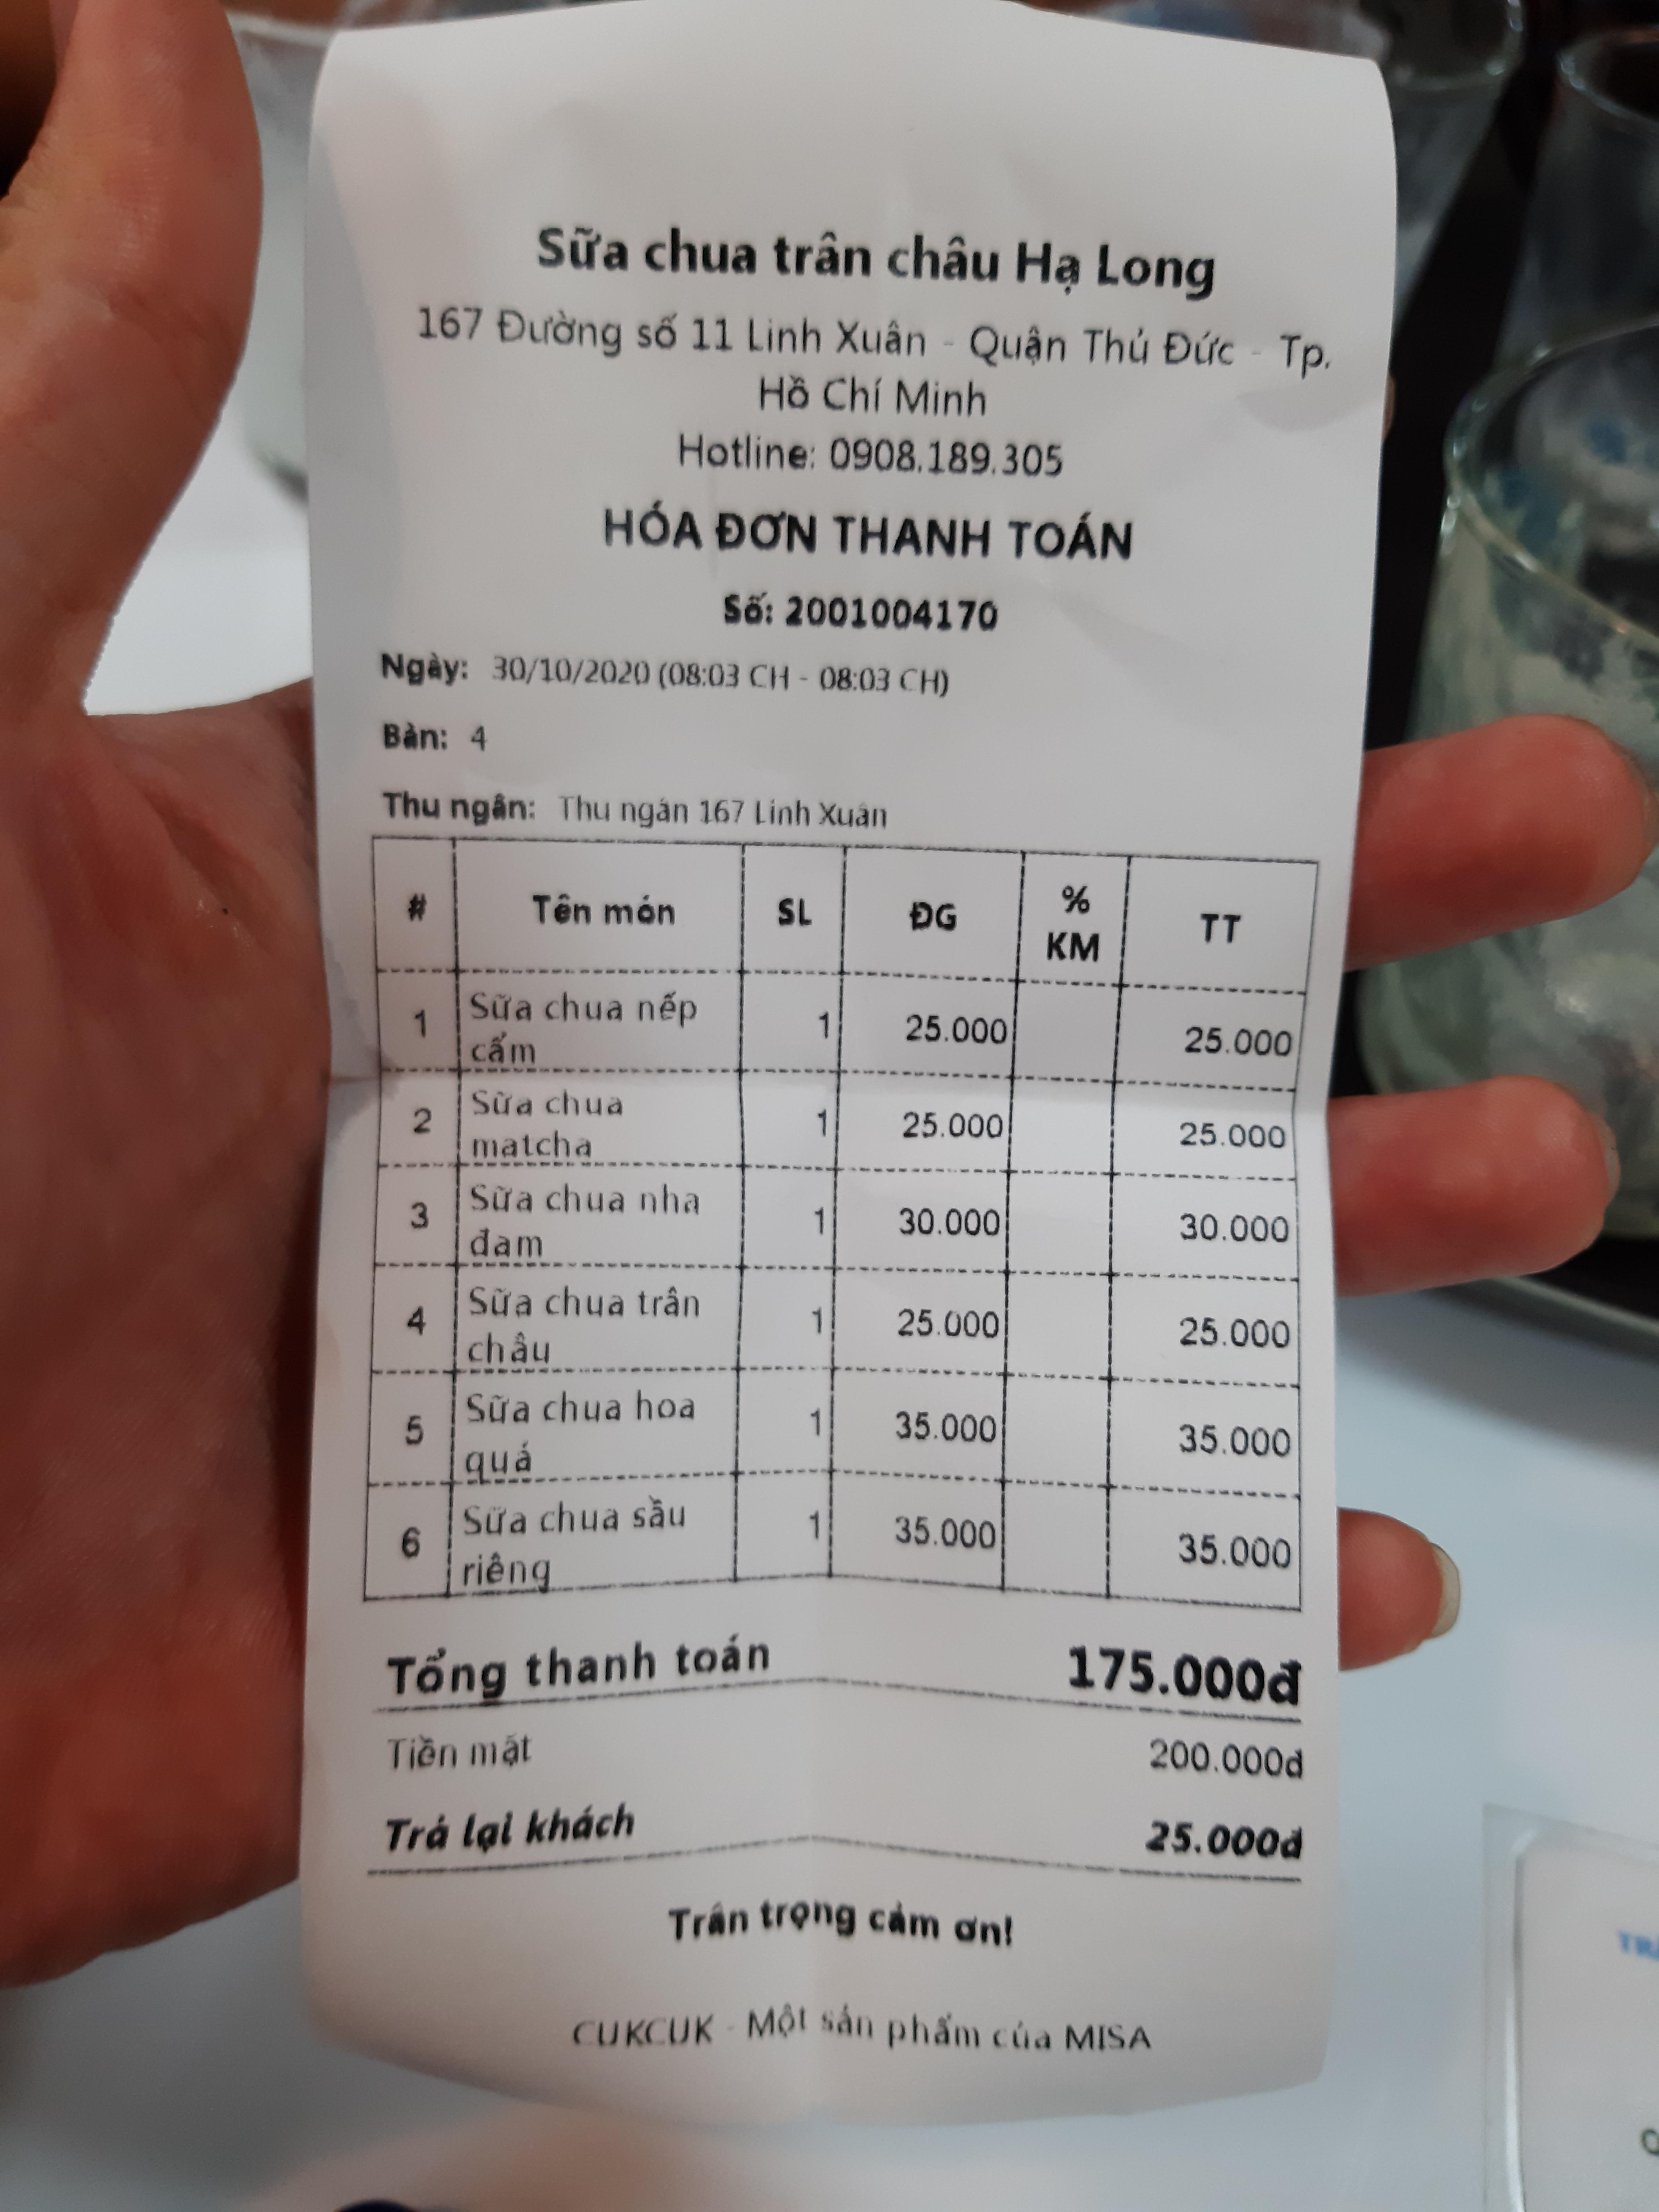 Sữa chua trân châu Hạ Long
167 Đường số 11 Linh Xuân - Quận Thủ Đức - Tp.
Hồ Chí Minh
Hotline: 0908.189.305
HÓA ĐƠN THANH TOÁN
Số: 2001004170
Ngày: 30/10/2020 (08:03 CH - 08:03 CH)
Bàn: 4
Thu ngân: Thu ngân 167 Linh Xuân
# Tên món SL ĐG % KM TT
1 Sữa chua nếp cẩm 1 25.000 25.000
2 Sữa chua matcha 1 25.000 25.000
3 Sữa chua nha đam 1 30.000 30.000
4 Sữa chua trân châu 1 25.000 25.000
5 Sữa chua hoa quả 1 35.000 35.000
6 Sữa chua sầu riêng 1 35.000 35.000
Tổng thanh toán 175.000đ
Tiền mặt 200.000đ
Trả lại khách 25.000đ
Trân trọng cảm ơn!
CUKCUK - Một sản phẩm của MISA